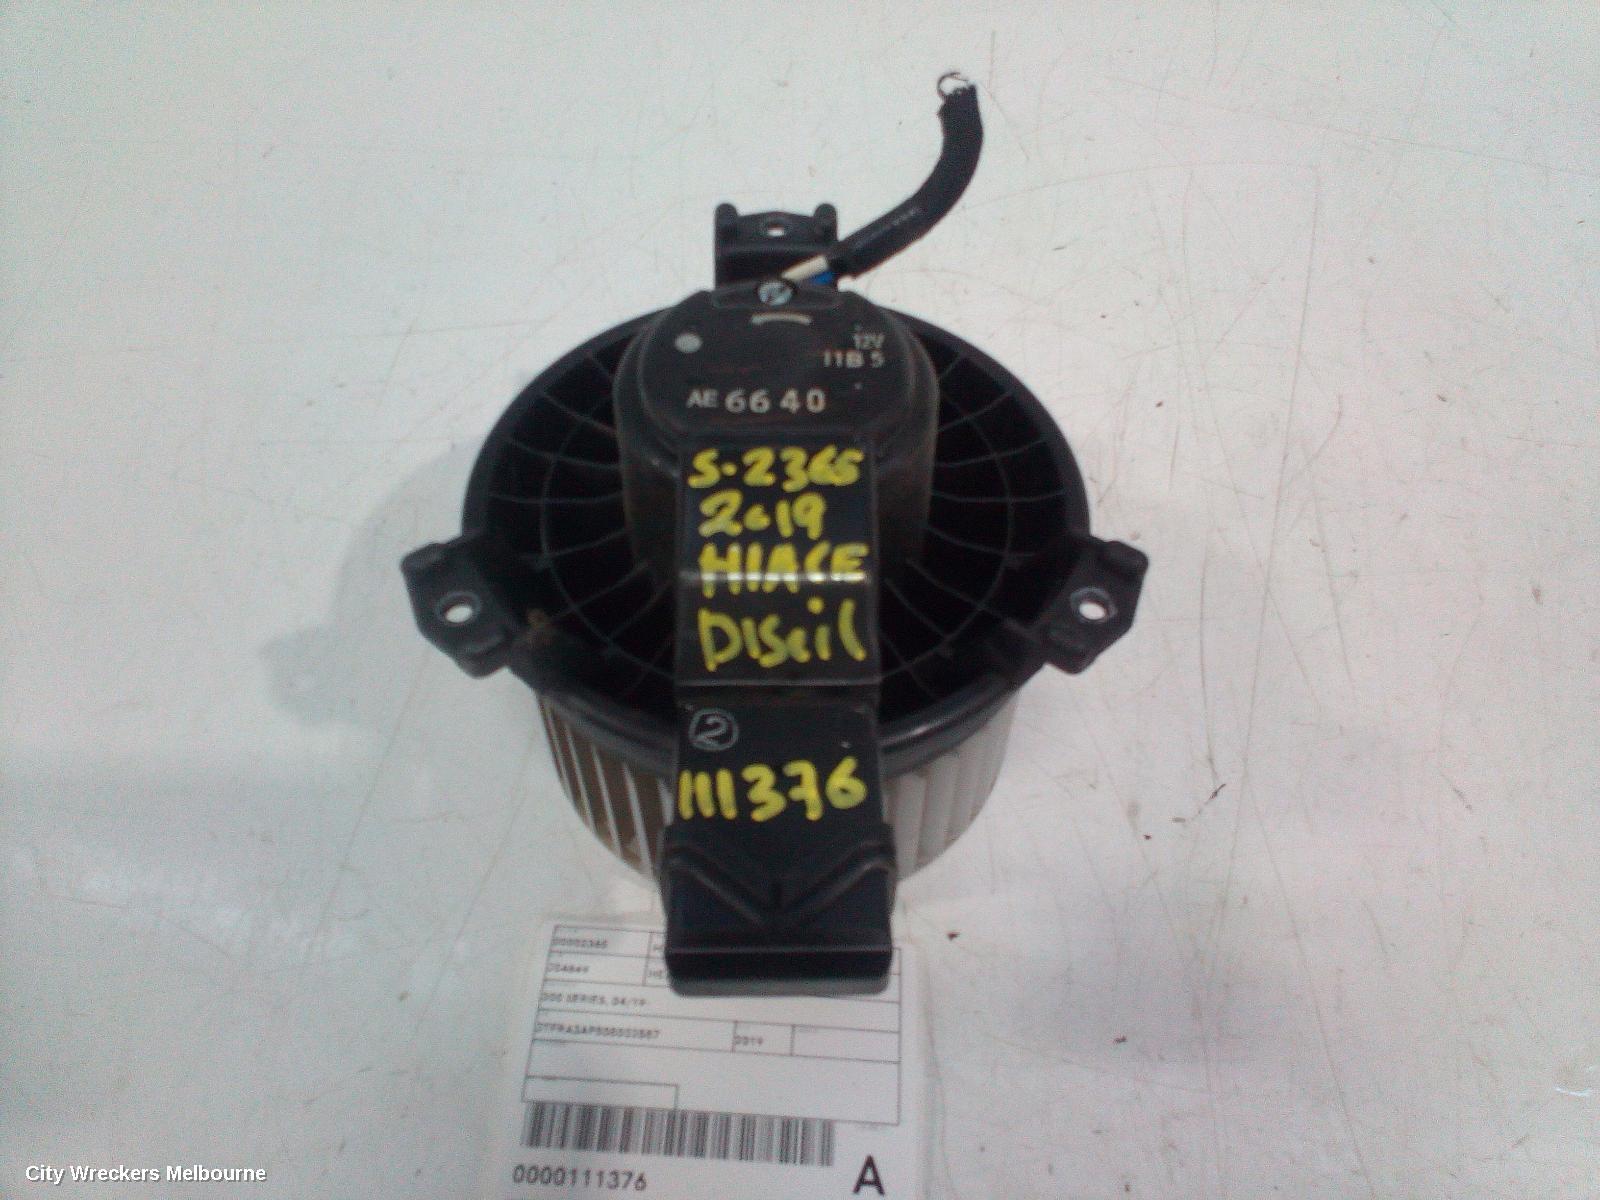 12V
11B 5
AE 6640
S-2365
2019
HIACE
DISeil
2
111376
00002365
300 SERIES, 04/19-
2019
0000111376
A
City Wreckers Melbourne